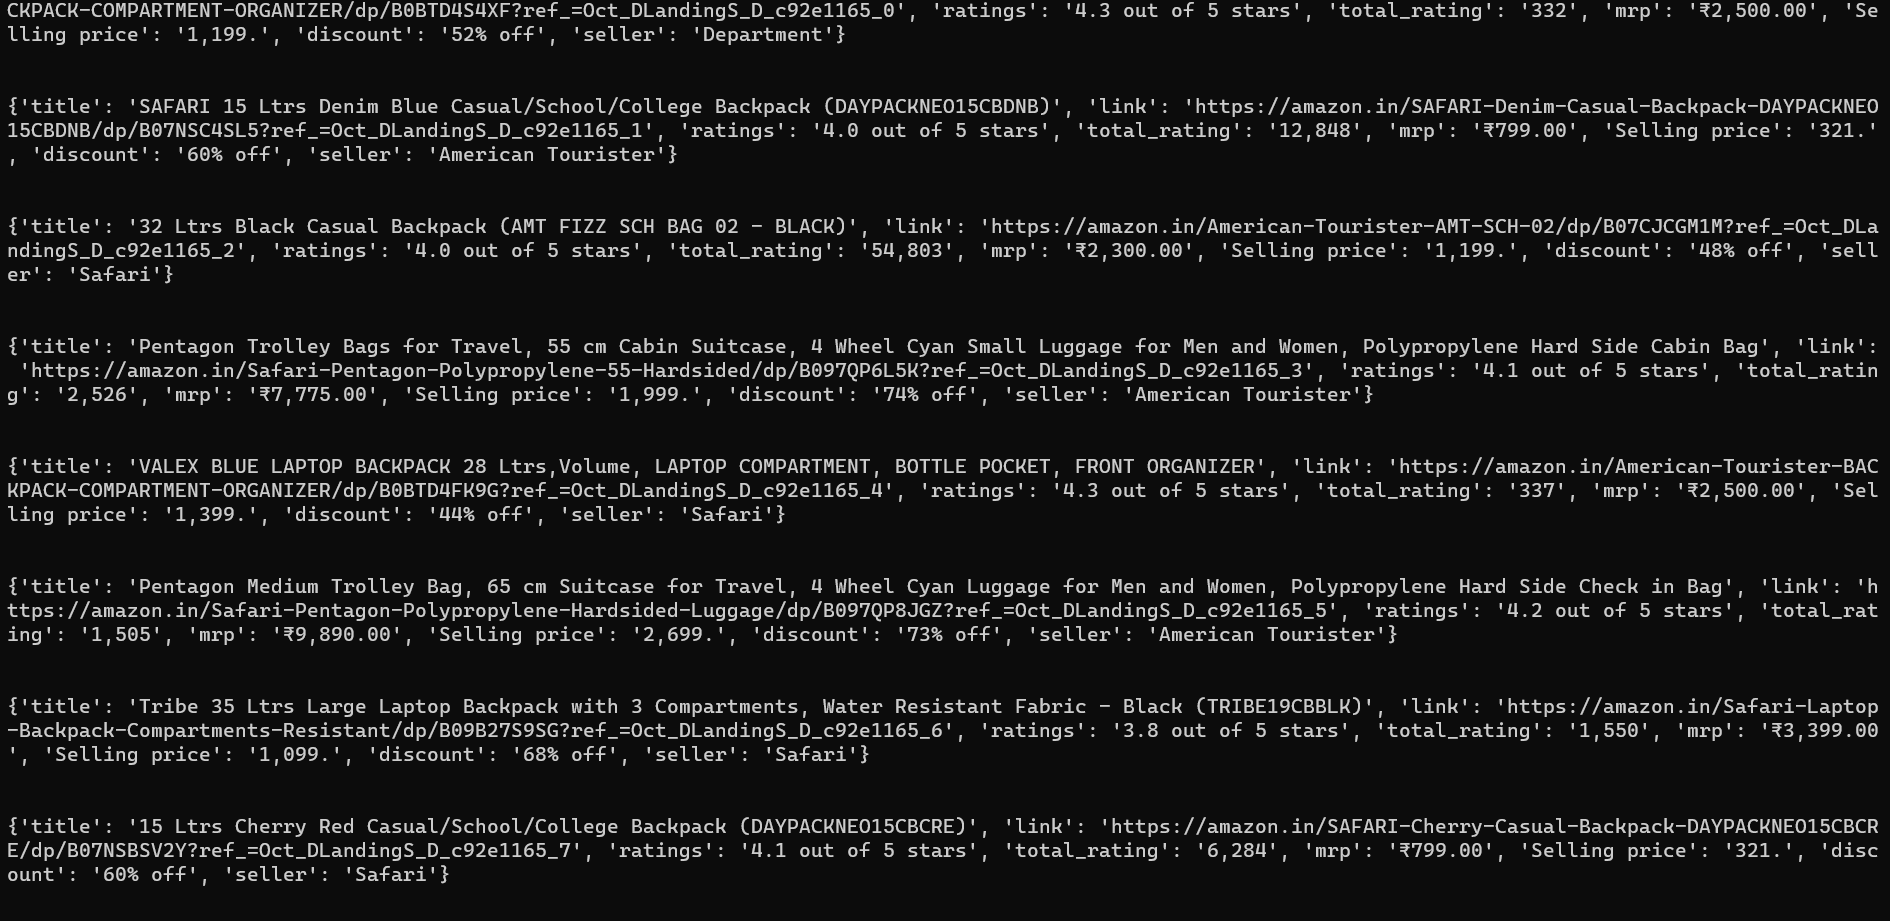 CKPACK-COMPARTMENT-ORGANIZER/dp/B0BTD4S4XF?ref_=Oct_DLandingS_D_c92e1165_0', 'ratings': '4.3 out of 5 stars', 'total_rating': '332', 'mrp': '₹2,500.00', 'Se
lling price': '1,199.', 'discount': '52% off', 'seller': 'Department'}
{'title': 'SAFARI 15 Ltrs Denim Blue Casual/School/College Backpack (DAYPACKNEO15CBDNB)', 'link': 'https://amazon.in/SAFARI-Denim-Casual-Backpack-DAYPACKNEO
15CBDNB/dp/B07NSC4SL5?ref_=Oct_DLandingS_D_c92e1165_1', 'ratings': '4.0 out of 5 stars', 'total_rating': '12,848', 'mrp': '₹799.00', 'Selling price': '321.'
, 'discount': '60% off', 'seller': 'American Tourister'}
{'title': '32 Ltrs Black Casual Backpack (AMT FIZZ SCH BAG 02 - BLACK)', 'link': 'https://amazon.in/American-Tourister-AMT-SCH-02/dp/B07CJCGM1M?ref_=Oct_DLa
ndingS_D_c92e1165_2', 'ratings': '4.0 out of 5 stars', 'total_rating': '54,803', 'mrp': '₹2,300.00', 'Selling price': '1,199.', 'discount': '48% off', 'sell
er': 'Safari'}
{'title': 'Pentagon Trolley Bags for Travel, 55 cm Cabin Suitcase, 4 Wheel Cyan Small Luggage for Men and Women, Polypropylene Hard Side Cabin Bag', 'link':
'https://amazon.in/Safari-Pentagon-Polypropylene-55-Hardsided/dp/B097QP6L5K?ref_=Oct_DLandingS_D_c92e1165_3', 'ratings': '4.1 out of 5 stars', 'total_ratin
g': '2,526', 'mrp': '₹7,775.00', 'Selling price': '1,999.', 'discount': '74% off', 'seller': 'American Tourister'}
{'title': 'VALEX BLUE LAPTOP BACKPACK 28 Ltrs,Volume, LAPTOP COMPARTMENT, BOTTLE POCKET, FRONT ORGANIZER', 'link': 'https://amazon.in/American-Tourister-BAC
KPACK-COMPARTMENT-ORGANIZER/dp/B0BTD4FK9G?ref_=Oct_DLandingS_D_c92e1165_4', 'ratings': '4.3 out of 5 stars', 'total_rating': '337', 'mrp': '₹2,500.00', 'Sel
ling price': '1,399.', 'discount': '44% off', 'seller': 'Safari'}
{'title': 'Pentagon Medium Trolley Bag, 65 cm Suitcase for Travel, 4 Wheel Cyan Luggage for Men and Women, Polypropylene Hard Side Check in Bag', 'link': 'h
ttps://amazon.in/Safari-Pentagon-Polypropylene-Hardsided-Luggage/dp/B097QP8JGZ?ref_=Oct_DLandingS_D_c92e1165_5', 'ratings': '4.2 out of 5 stars', 'total_rat
ing': '1,505', 'mrp': '₹9,890.00', 'Selling price': '2,699.', 'discount': '73% off', 'seller': 'American Tourister'}
{'title': 'Tribe 35 Ltrs Large Laptop Backpack with 3 Compartments, Water Resistant Fabric - Black (TRIBE19CBBLK)', 'link': 'https://amazon.in/Safari-Laptop
-Backpack-Compartments-Resistant/dp/B09B27S9SG?ref_=Oct_DLandingS_D_c92e1165_6', 'ratings': '3.8 out of 5 stars', 'total_rating': '1,550', 'mrp': '₹3,399.00
', 'Selling price': '1,099.', 'discount': '68% off', 'seller': 'Safari'}
{'title': '15 Ltrs Cherry Red Casual/School/College Backpack (DAYPACKNEO15CBCRE)', 'link': 'https://amazon.in/SAFARI-Cherry-Casual-Backpack-DAYPACKNEO15CBCR
E/dp/B07NSBSV2Y?ref_=Oct_DLandingS_D_c92e1165_7', 'ratings': '4.1 out of 5 stars', 'total_rating': '6,284', 'mrp': '₹799.00', 'Selling price': '321.', 'disc
ount': '60% off', 'seller': 'Safari'}